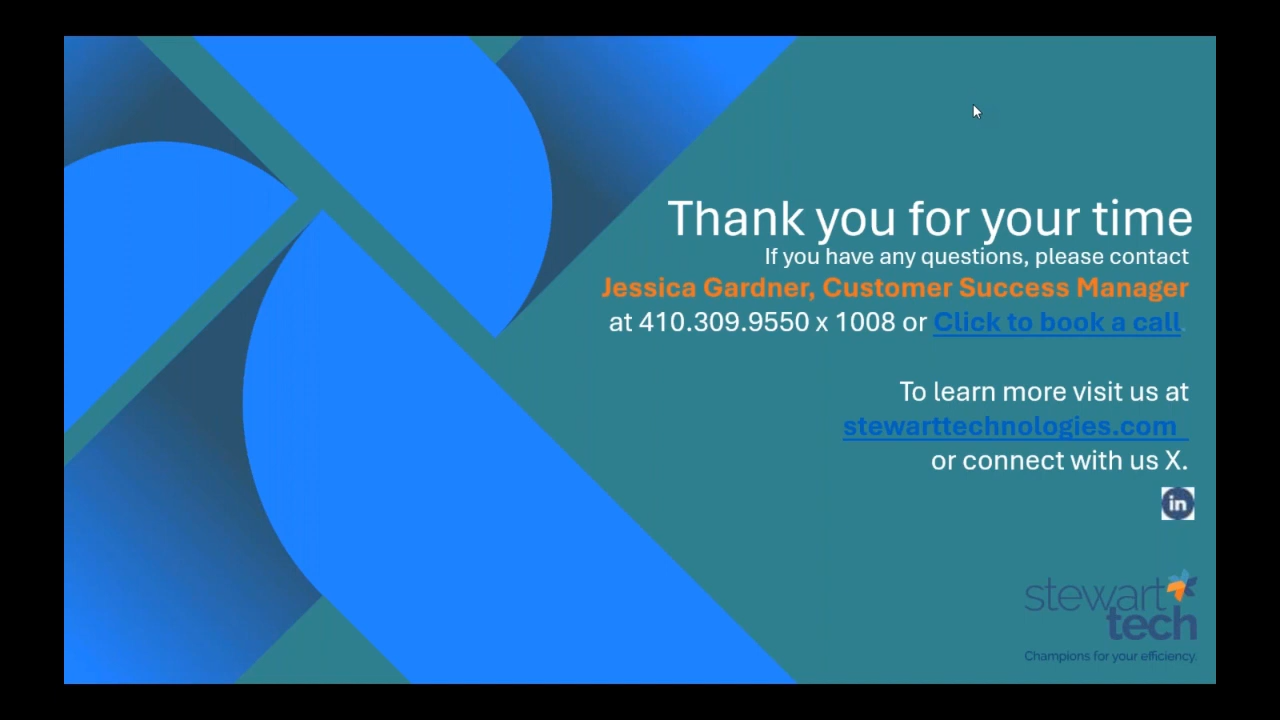 Thank you for your time
If you have any questions, please contact
Jessica Gardner, Customer Success Manager
at 410.309.9550 x 1008 or Click to book a call.
To learn more visit us at
stewarttechnologies.com
or connect with us X.
in
stewart
tech
Champions for your efficiency.